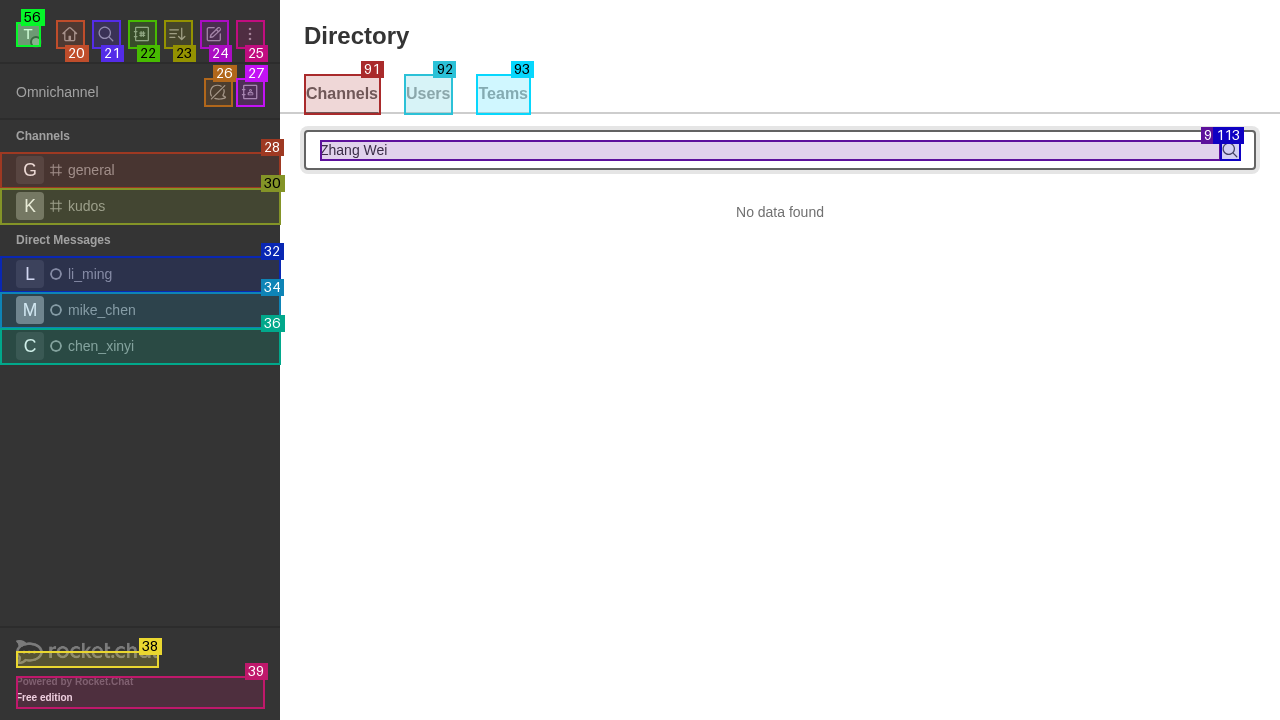 56
T
20
21
22
23
24
25
Omnichannel
26
27
Channels
28
G general
30
K kudos
Direct Messages
32
L li_ming
34
M mike_chen
36
C chen_xinyi
38
rocket.cha
39
Powered by Rocket.Chat
Free edition
Directory
91
92
93
Channels
Users
Teams
9
113
Zhang Wei
No data found